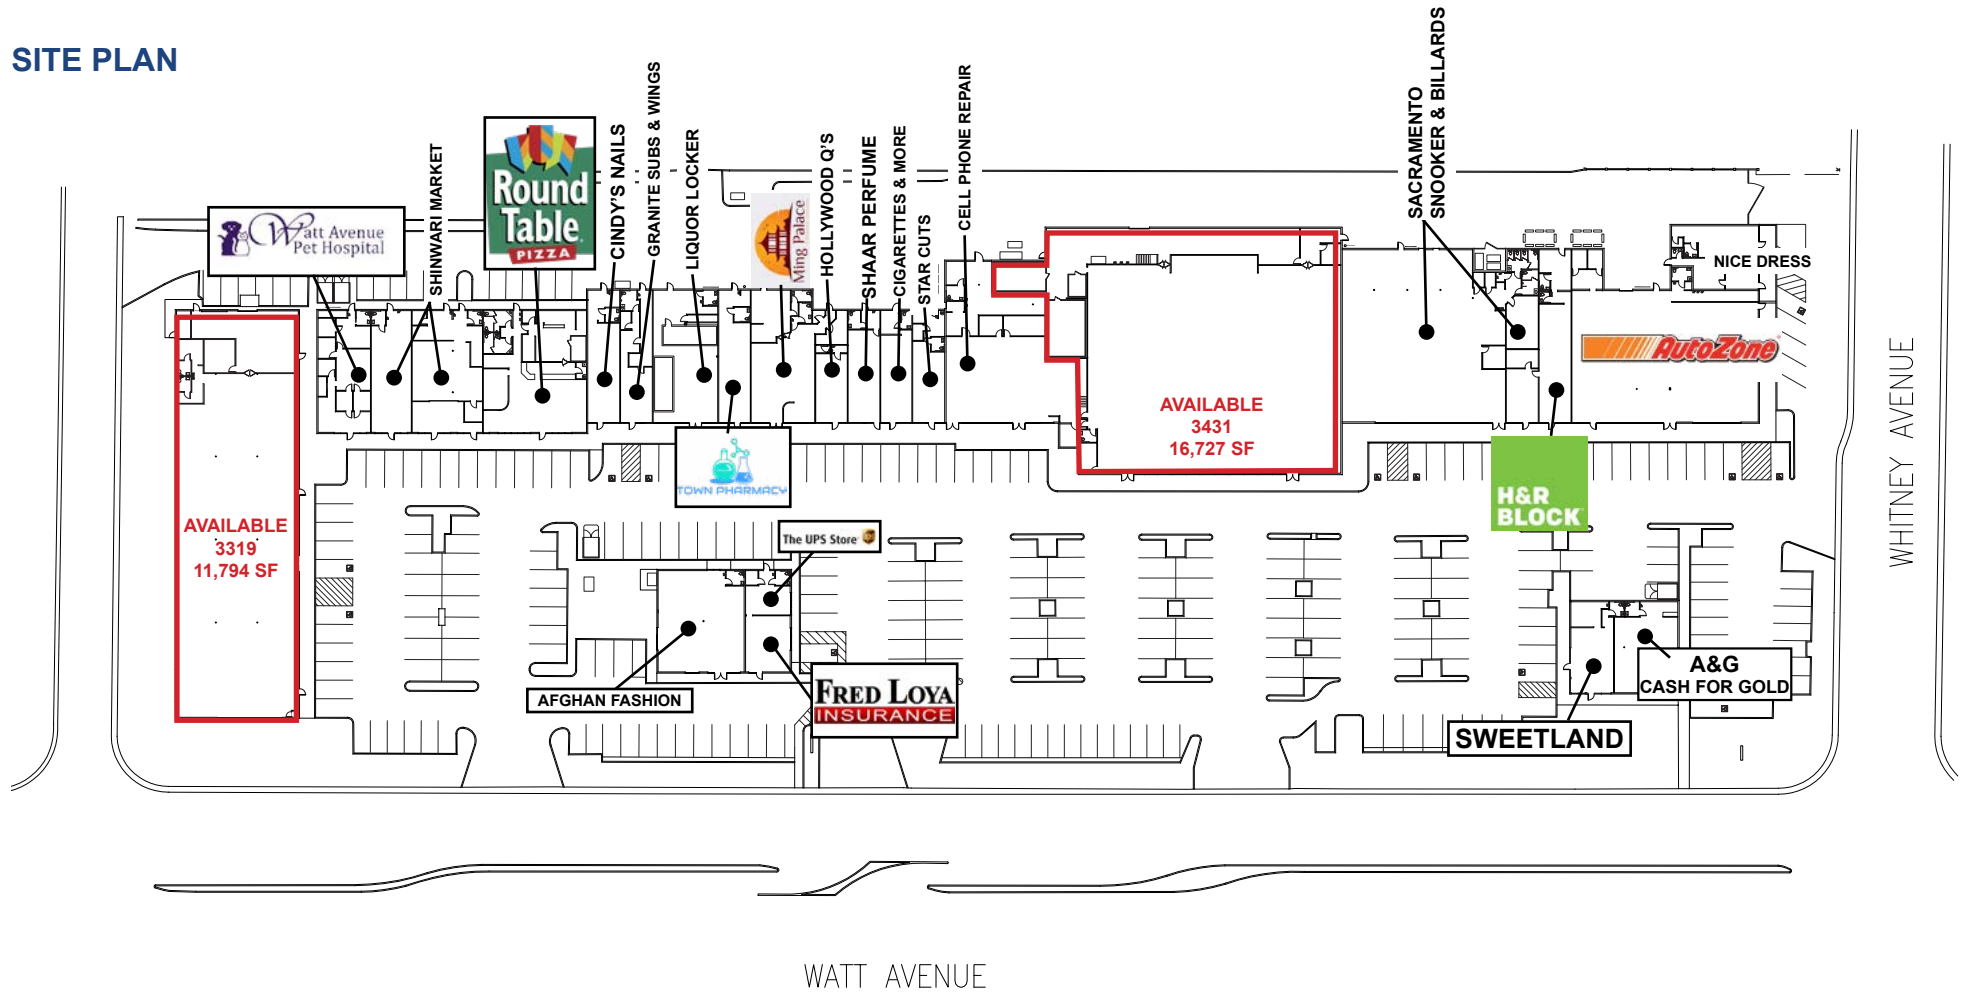 SITE PLAN
Watt Avenue
Pet Hospital
SHINWARI MARKET
Round
Table
PIZZA
CINDY'S NAILS
GRANITE SUBS & WINGS
LIQUOR LOCKER
TOWN PHARMACY
Ming Palace
HOLLYWOOD Q'S
SHAAR PERFUME
CIGARETTES & MORE
STAR CUTS
CELL PHONE REPAIR
SACRAMENTO
SNOOKER & BILLARDS
NICE DRESS
AutoZone
H&R
BLOCK
AVAILABLE
3431
16,727 SF
AVAILABLE
3319
11,794 SF
The UPS Store
AFGHAN FASHION
FRED LOYA
INSURANCE
A&G
CASH FOR GOLD
SWEETLAND
WHITNEY AVENUE
WATT AVENUE